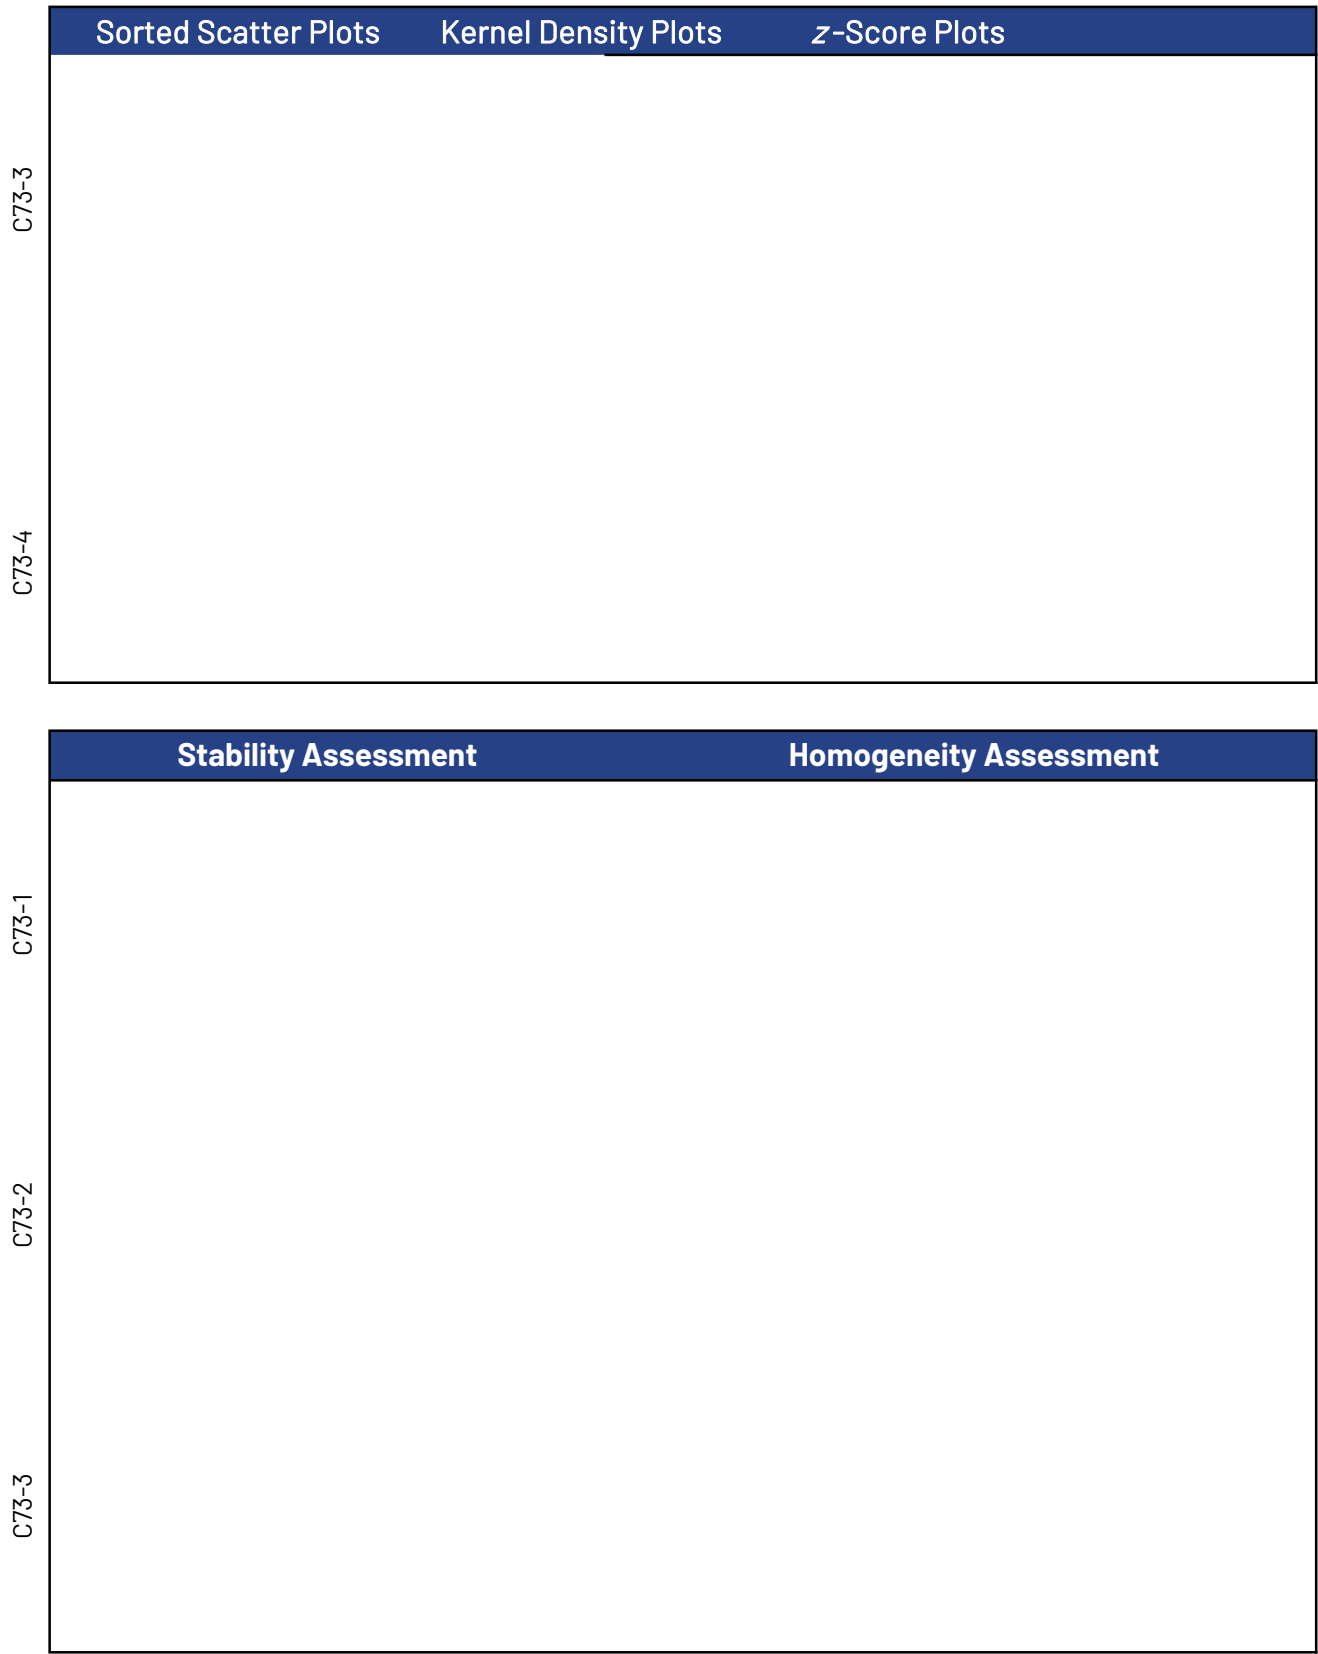 Sorted Scatter Plots Kernel Density Plots z-Score Plots
C73-3
C73-4
Stability Assessment Homogeneity Assessment
C73-1
C73-2
C73-3